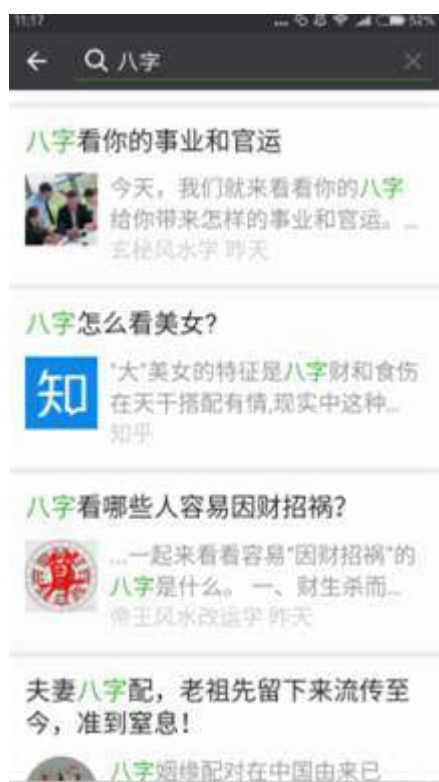 11:17
52%
八字
八字看你的事业和官运
今天，我们就来看看你的八字
给你带来怎样的事业和官运。...
玄秘风水学 昨天
八字怎么看美女?
知
"大"美女的特征是八字财和食伤
在天干搭配有情,现实中这种...
知乎
八字看哪些人容易因财招祸?
...一起来看看容易"因财招祸"的
八字是什么。 一、财生杀而...
帝王风水改运学 昨天
夫妻八字配，老祖先留下来流传至
今，准到窒息！
八字姻缘配对在中国由来已